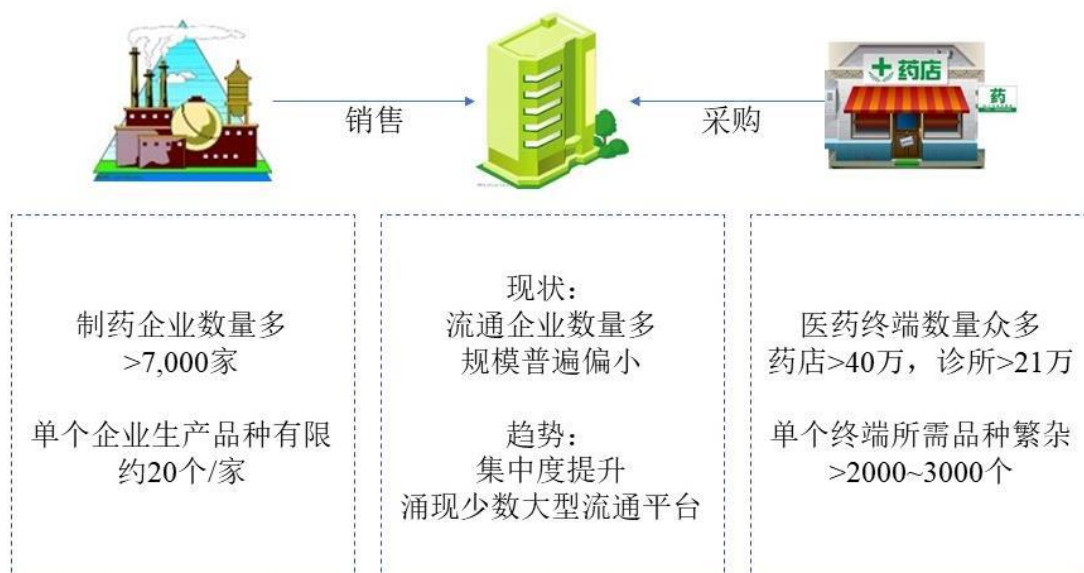 药店
药
销售
采购
制药企业数量多
>7,000家
单个企业生产品种有限
约20个/家
现状：
流通企业数量多
规模普遍偏小
趋势：
集中度提升
涌现少数大型流通平台
医药终端数量众多
药店>40万，诊所>21万
单个终端所需品种繁杂
>2000~3000个